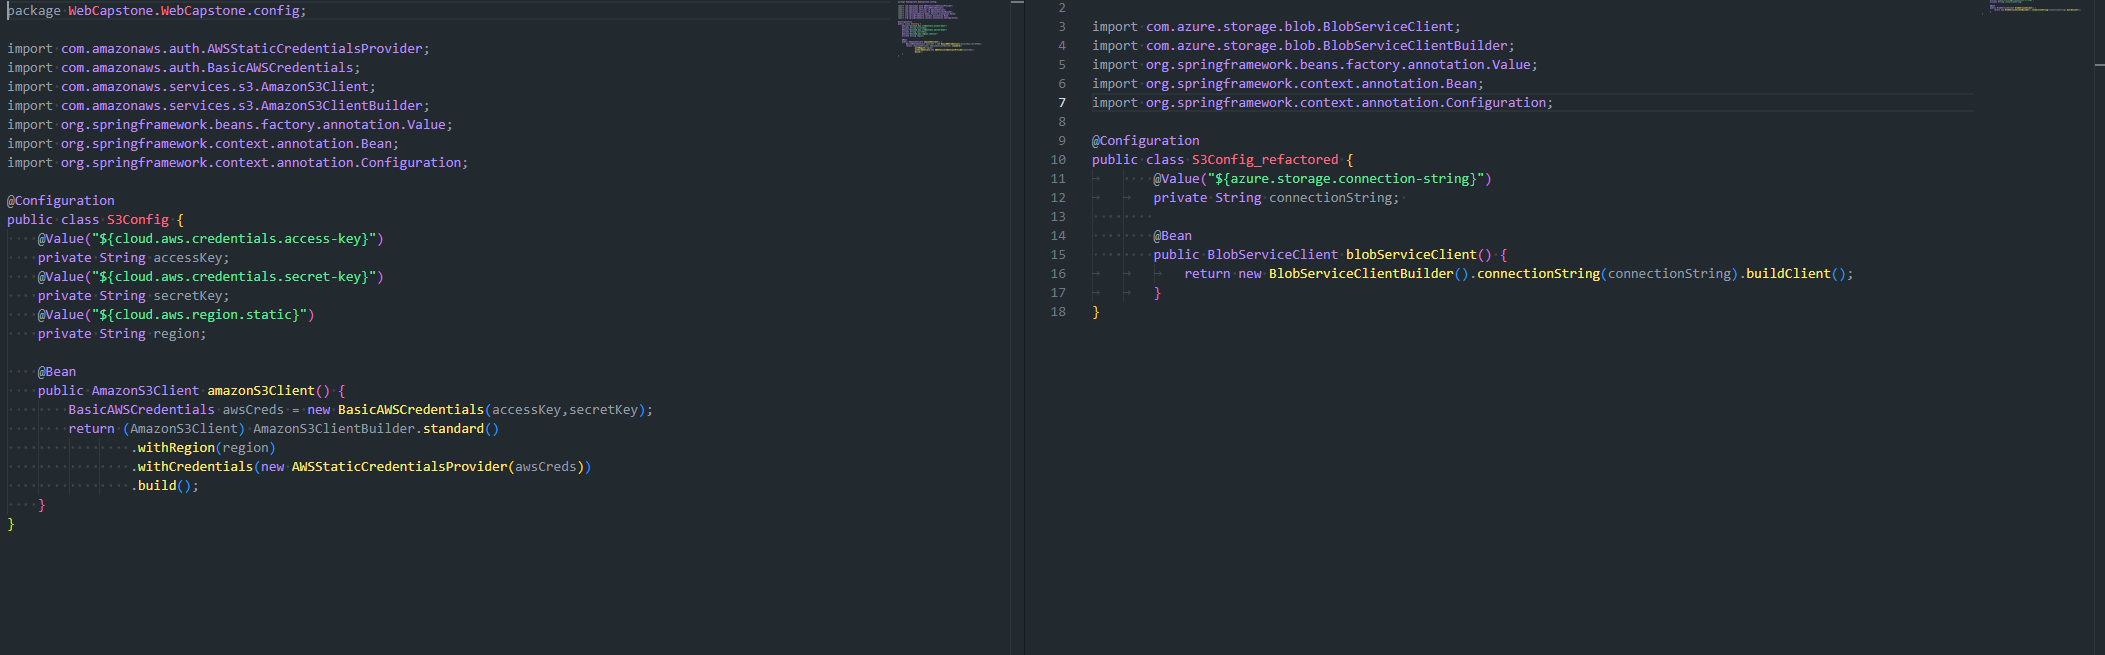 package WebCapstone.WebCapstone.config;
import com.amazonaws.auth.AWSStaticCredentialsProvider;
import com.amazonaws.auth.BasicAWSCredentials;
import com.amazonaws.services.s3.AmazonS3Client;
import com.amazonaws.services.s3.AmazonS3ClientBuilder;
import org.springframework.beans.factory.annotation.Value;
import org.springframework.context.annotation.Bean;
import org.springframework.context.annotation.Configuration;
@Configuration
public class S3Config {
@Value("${cloud.aws.credentials.access-key}")
private String accessKey;
@Value("${cloud.aws.credentials.secret-key}")
private String secretKey;
@Value("${cloud.aws.region.static}")
private String region;
@Bean
public AmazonS3Client amazonS3Client() {
BasicAWSCredentials awsCreds = new BasicAWSCredentials(accessKey,secretKey);
return (AmazonS3Client) AmazonS3ClientBuilder.standard()
.withRegion(region)
.withCredentials(new AWSStaticCredentialsProvider(awsCreds))
.build();
}
}
2
3 import com.azure.storage.blob.BlobServiceClient;
4 import com.azure.storage.blob.BlobServiceClientBuilder;
5 import org.springframework.beans.factory.annotation.Value;
6 import org.springframework.context.annotation.Bean;
7 import org.springframework.context.annotation.Configuration;
8
9 @Configuration
10 public class S3Config_refactored {
11 @Value("${azure.storage.connection-string}")
12 private String connectionString;
13
14 @Bean
15 public BlobServiceClient blobServiceClient() {
16 return new BlobServiceClientBuilder().connectionString(connectionString).buildClient();
17 }
18 }